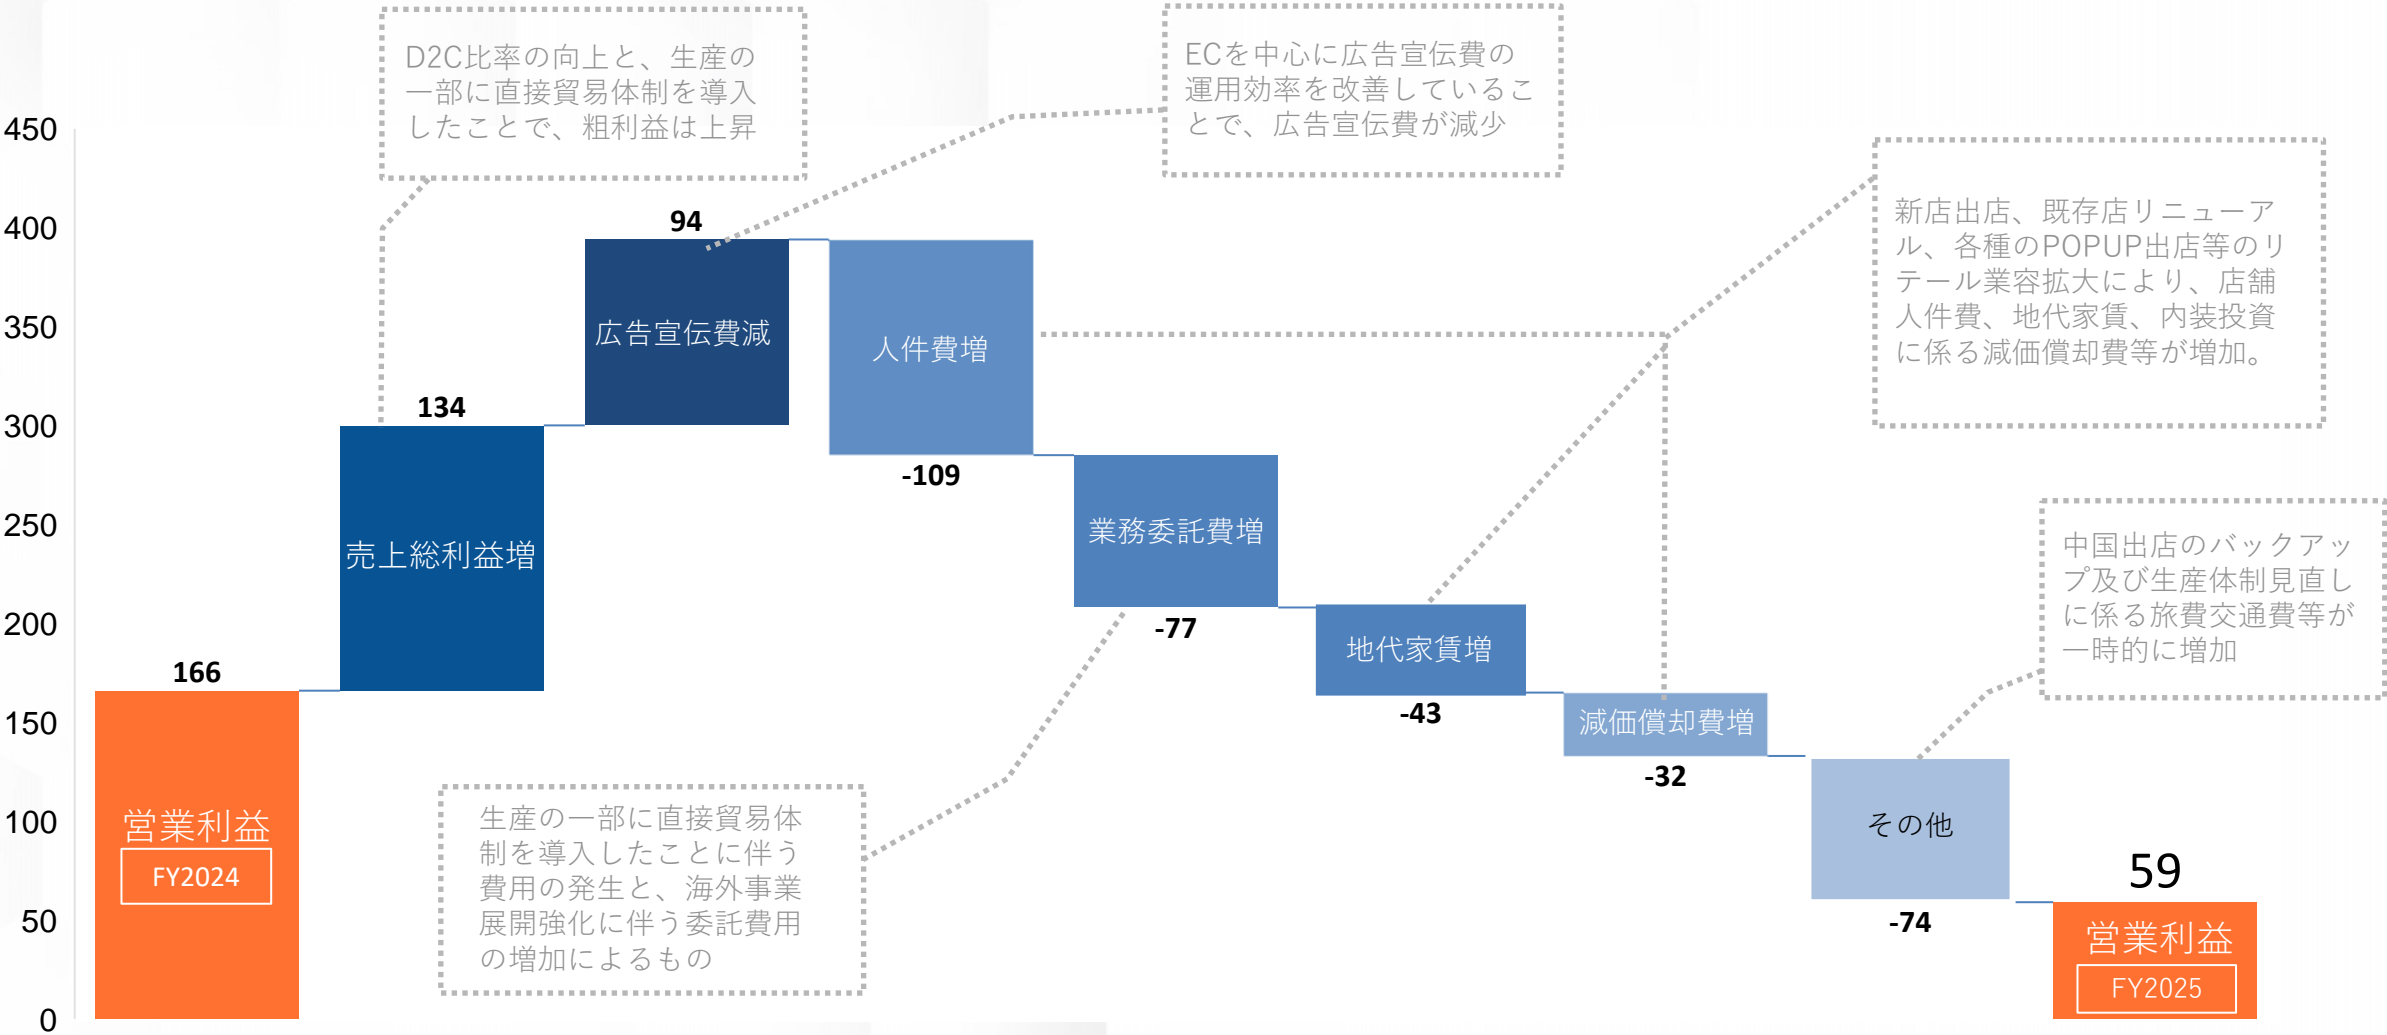 D2C比率の向上と、生産の
一部に直接貿易体制を導入
したことで、粗利益は上昇
ECを中心に広告宣伝費の
運用効率を改善しているこ
とで、広告宣伝費が減少
新店出店、既存店リニューア
ル、各種のPOPUP出店等のリ
テール業容拡大により、店舗
人件費、地代家賃、内装投資
に係る減価償却費等が増加。
中国出店のバックアッ
プ及び生産体制見直し
に係る旅費交通費等が
一時的に増加
生産の一部に直接貿易体
制を導入したことに伴う
費用の発生と、海外事業
展開強化に伴う委託費用
の増加によるもの
450
400
350
300
250
200
150
100
50
0
166
営業利益
FY2024
134
売上総利益増
94
広告宣伝費減
人件費増
-109
業務委託費増
-77
地代家賃増
-43
減価償却費増
-32
その他
-74
59
営業利益
FY2025